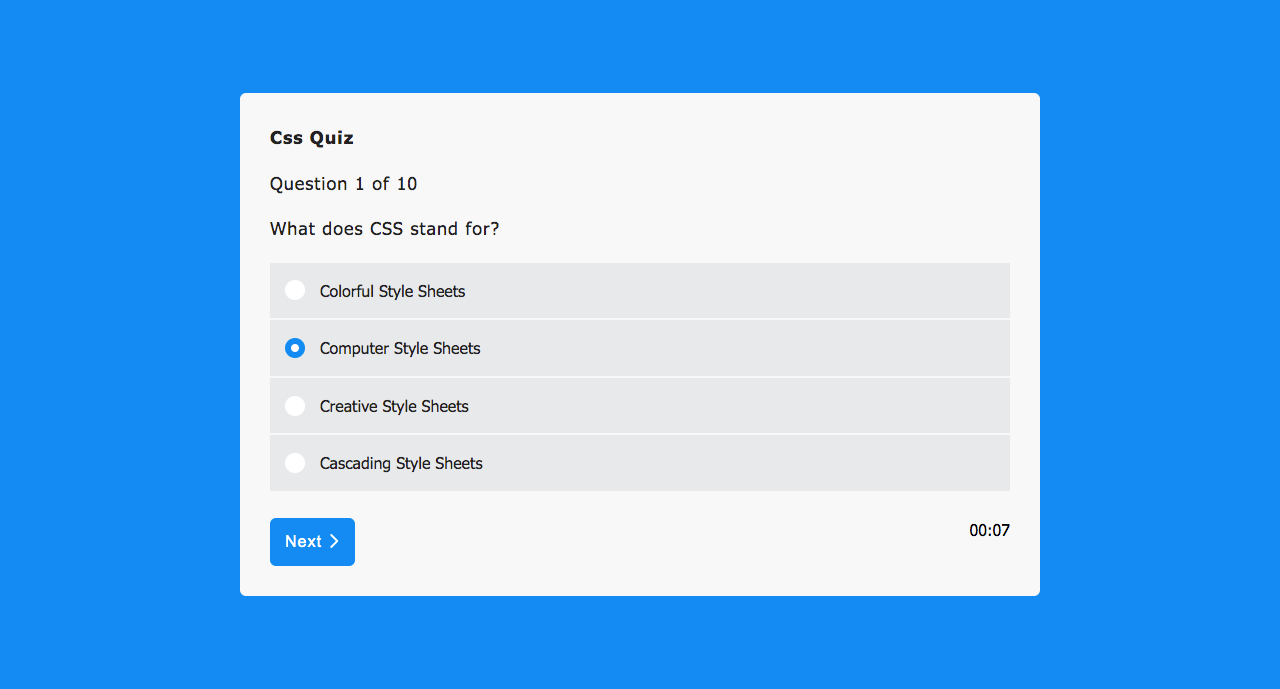 Css Quiz
Question 1 of 10
What does CSS stand for?
Colorful Style Sheets
Computer Style Sheets
Creative Style Sheets
Cascading Style Sheets
Next
00:07